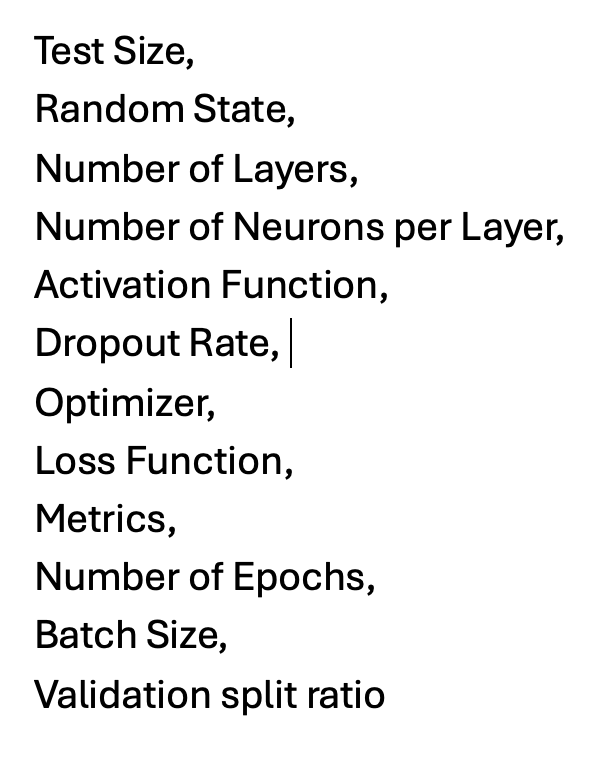 Test Size,
Random State,
Number of Layers,
Number of Neurons per Layer,
Activation Function,
Dropout Rate,
Optimizer,
Loss Function,
Metrics,
Number of Epochs,
Batch Size,
Validation split ratio